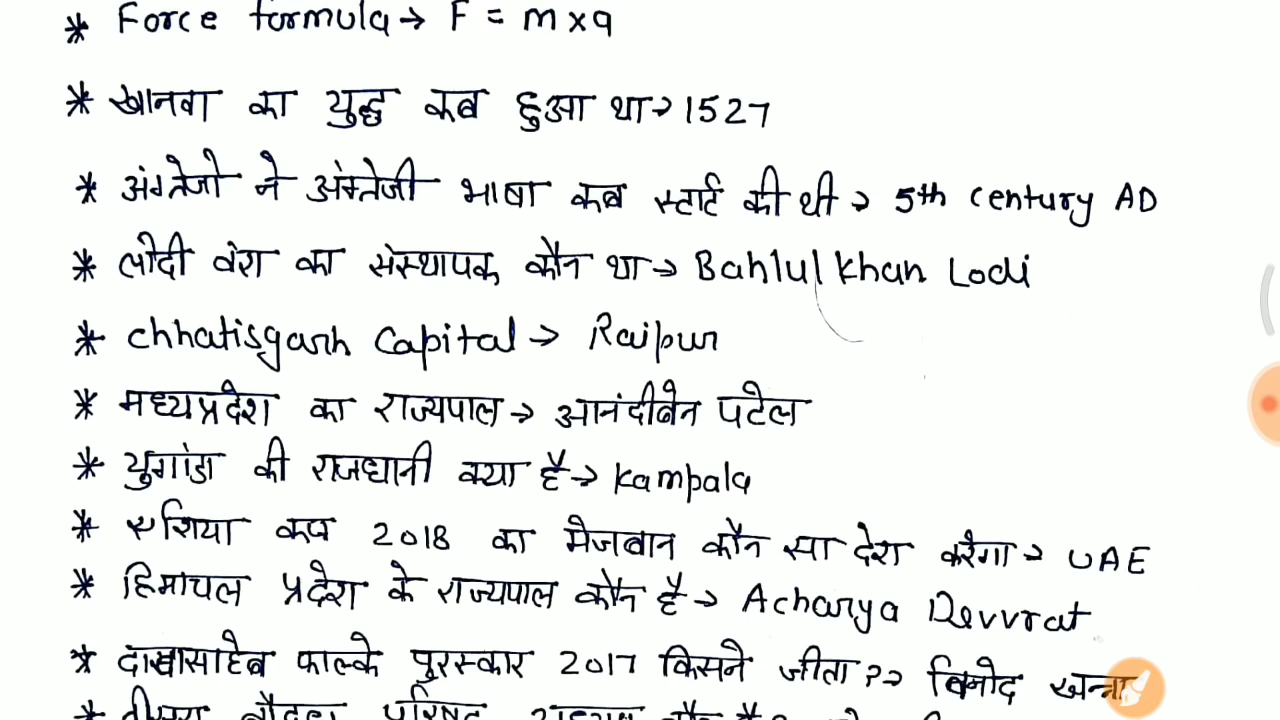 * Force formula→ F = m×a
* खानवा का युद्ध कब हुआ था→1527
* अंग्रेजो ने अंग्रेजी भाषा कब स्टार्ट की थी→ 5th century AD
* लोदी वंश का संस्थापक कौन था→ Bahlul Khan Lodi
* chhatisgarh Capital→ Raipur
* मध्यप्रदेश का राज्यपाल→ आनंदीबेन पटेल
* युगांडा की राजधानी क्या है→ Kampala
* एशिया कप 2018 का मेजबान कौन सा देश करेगा→ UAE
* हिमाचल प्रदेश के राज्यपाल कौन है→ Acharya Devvrat
* दादासाहेब फाल्के पुरस्कार 2017 किसने जीता?→ विनोद खन्ना